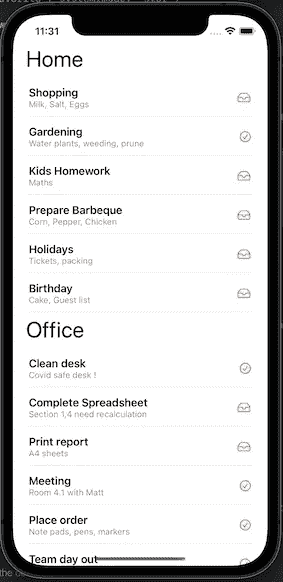 11:31
Home
Shopping
Milk, Salt, Eggs
Gardening
Water plants, weeding, prune
Kids Homework
Maths
Prepare Barbeque
Corn, Pepper, Chicken
Holidays
Tickets, packing
Birthday
Cake, Guest list
Office
Clean desk
Covid safe desk !
Complete Spreadsheet
Section 1,4 need recalculation
Print report
A4 sheets
Meeting
Room 4.1 with Matt
Place order
Note pads, pens, markers
Team day out